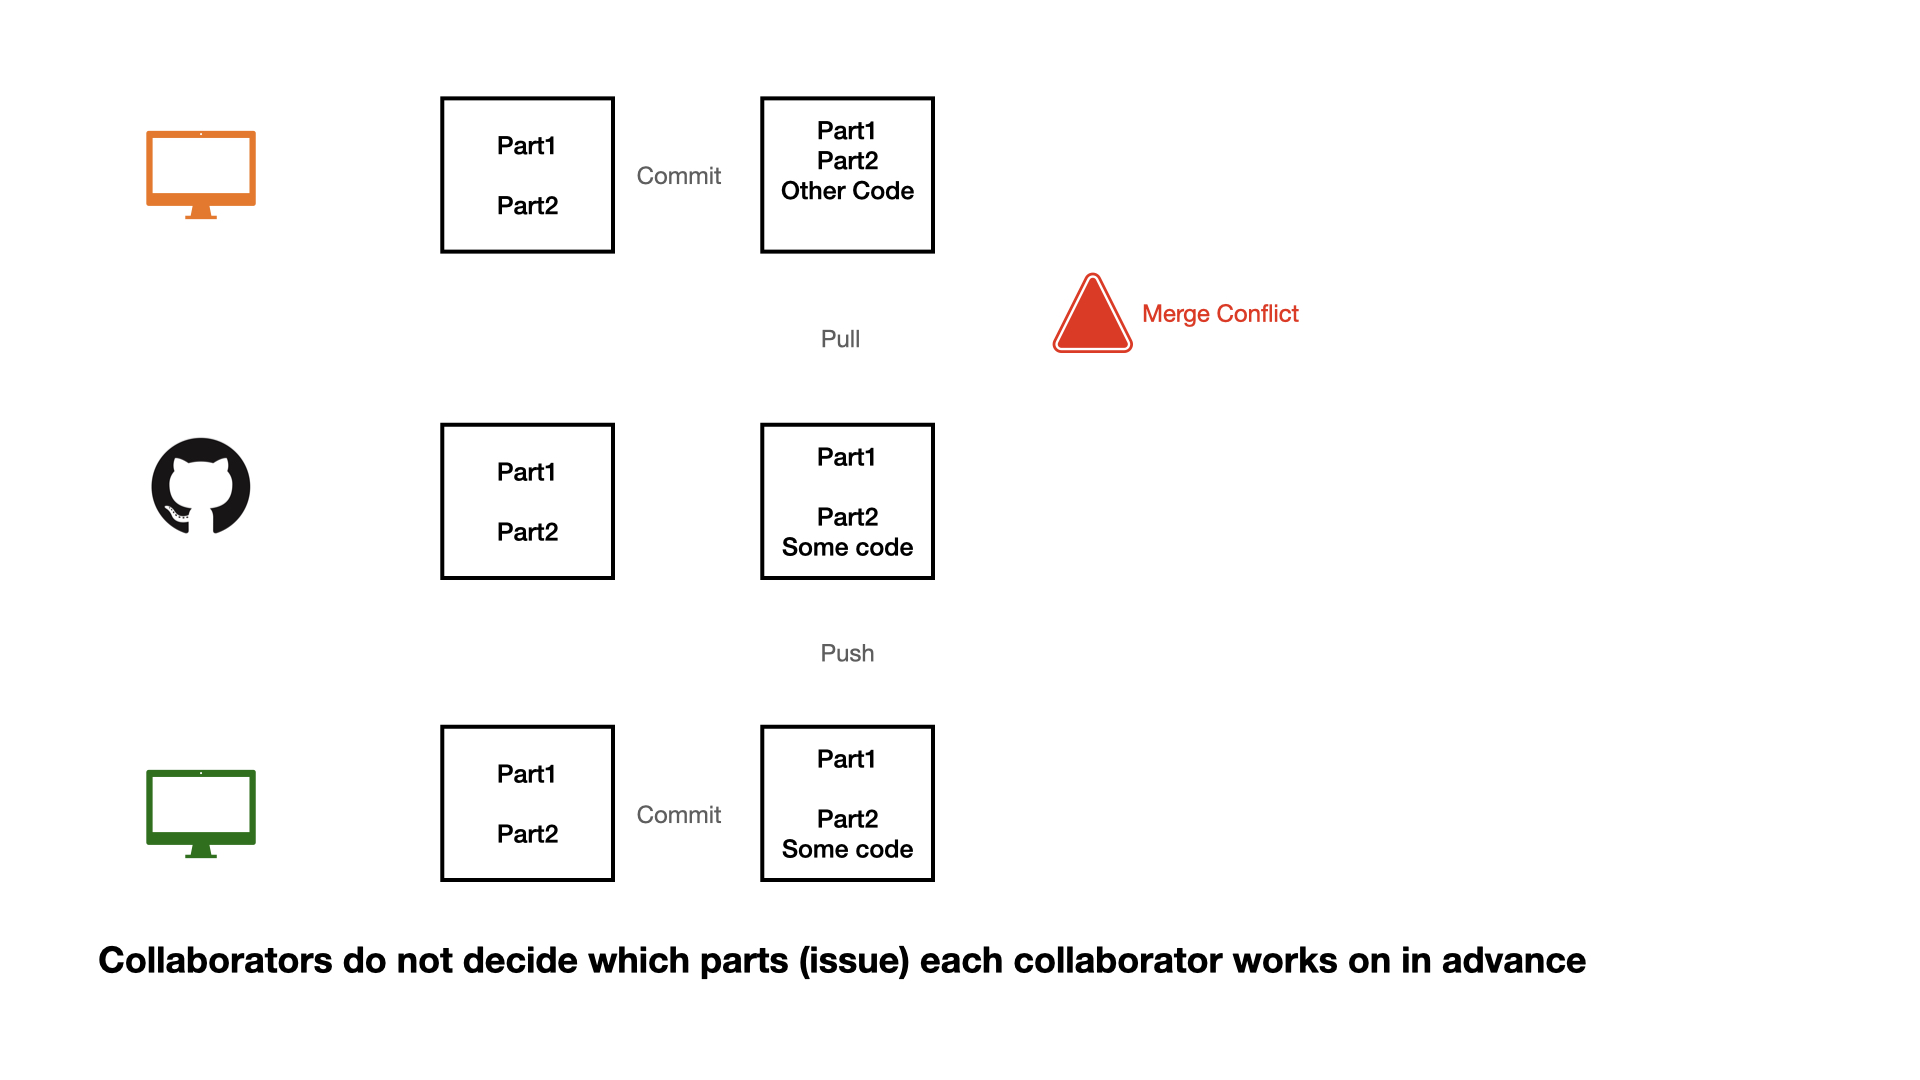 Part1
Part2
Commit
Part1
Part2
Other Code
Pull
Merge Conflict
Part1
Part2
Part1
Part2
Some code
Push
Part1
Part2
Commit
Part1
Part2
Some code
Collaborators do not decide which parts (issue) each collaborator works on in advance